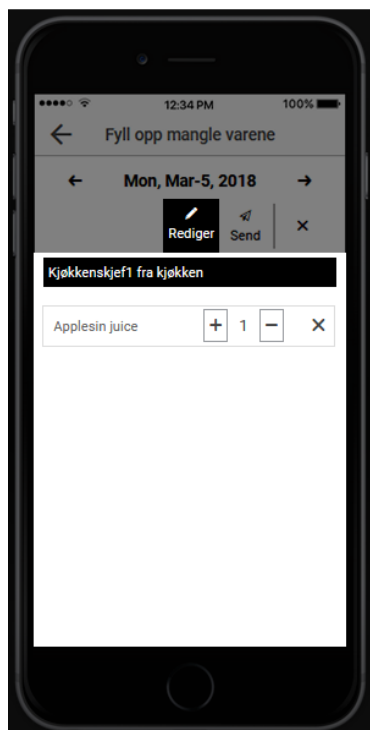 12:34 PM 100%
Fyll opp mangle varene
Mon, Mar-5, 2018
Rediger Send
Kjøkkenskjef1 fra kjøkken
Applesin juice + 1 − ×